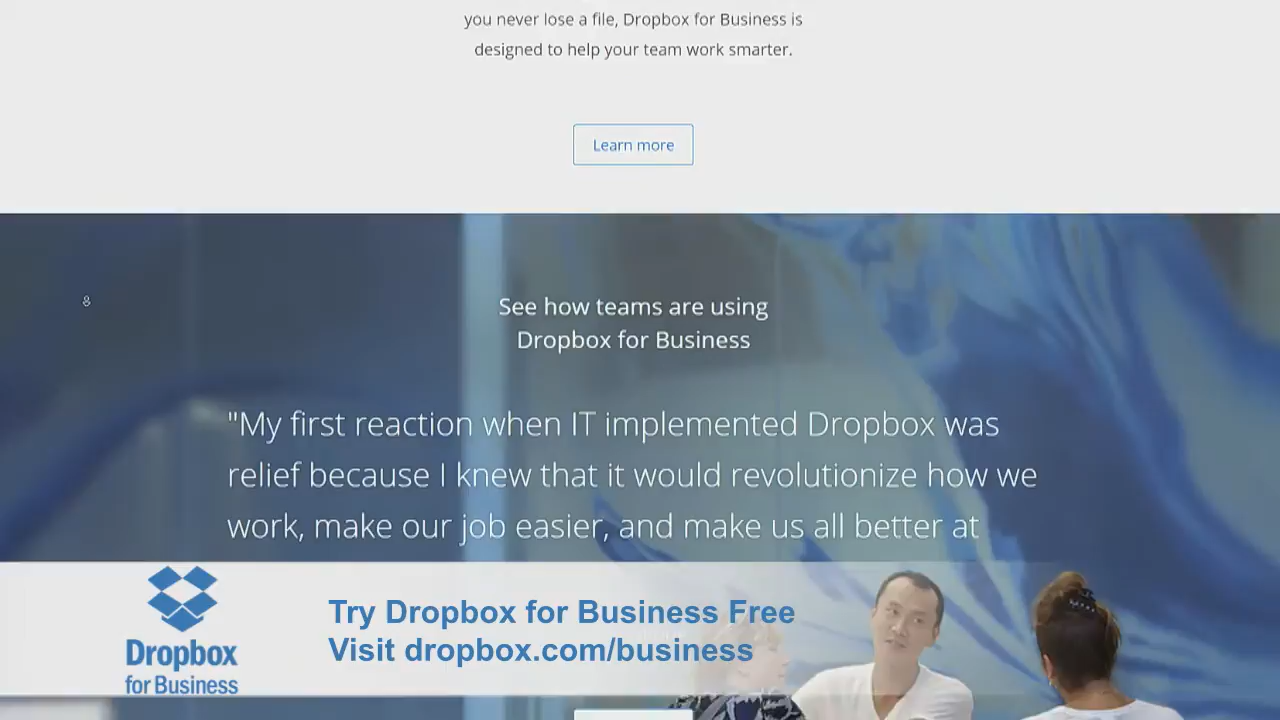 you never lose a file, Dropbox for Business is
designed to help your team work smarter.
Learn more
See how teams are using
Dropbox for Business
"My first reaction when IT implemented Dropbox was
relief because I knew that it would revolutionize how we
work, make our job easier, and make us all better at
Dropbox
for Business
Try Dropbox for Business Free
Visit dropbox.com/business